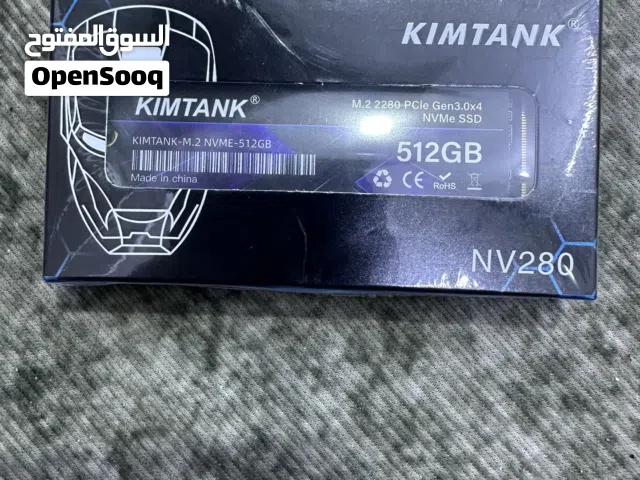 السوق المفتوح
OpenSooq
KIMTANK®
KIMTANK®
M.2 2280 PCIe Gen3.0x4
NVMe SSD
KIMTANK-M.2 NVME-512GB
512GB
Made in china
CE
RoHS
NV280